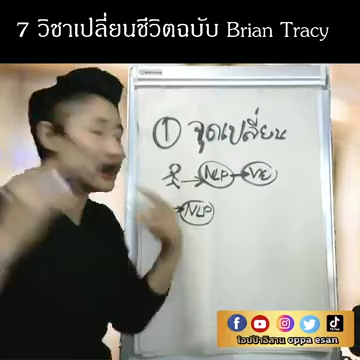 7 วิชาเปลี่ยนชีวิตฉบับ Brian Tracy
① จุดเปลี่ยน
NLP
NLP
โอปป้าอีสาน oppa esan